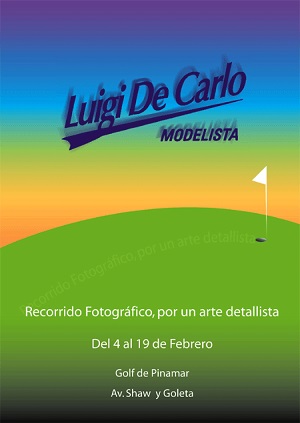 Luigi De Carlo
MODELISTA
Recorrido Fotográfico, por un arte detallista
Recorrido Fotográfico, por un arte detallista
Del 4 al 19 de Febrero
Golf de Pinamar
Av. Shaw y Goleta